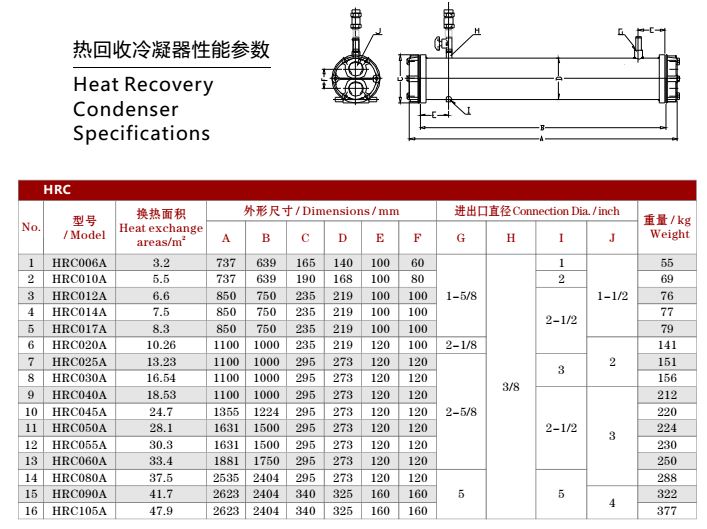 热回收冷凝器性能参数
Heat Recovery
Condenser
Specifications
J
H
G
E
F
C
D
E
I
B
A
HRC
No. 型号 / Model 换热面积 Heat exchange areas/m² 外形尺寸 / Dimensions / mm 进出口直径 Connection Dia. / inch 重量 / kg Weight
A B C D E F G H I J
1 HRC006A 3.2 737 639 165 140 100 60 1-5/8 3/8 1 1-1/2 55
2 HRC010A 5.5 737 639 190 168 100 80 2 69
3 HRC012A 6.6 850 750 235 219 100 100 2-1/2 76
4 HRC014A 7.5 850 750 235 219 100 100 77
5 HRC017A 8.3 850 750 235 219 100 100 79
6 HRC020A 10.26 1100 1000 235 219 120 100 2-1/8 2 141
7 HRC025A 13.23 1100 1000 295 273 120 120 2-5/8 3 151
8 HRC030A 16.54 1100 1000 295 273 120 120 156
9 HRC040A 18.53 1100 1000 295 273 120 120 2-1/2 3 212
10 HRC045A 24.7 1355 1224 295 273 120 120 220
11 HRC050A 28.1 1631 1500 295 273 120 120 224
12 HRC055A 30.3 1631 1500 295 273 120 120 230
13 HRC060A 33.4 1881 1750 295 273 120 120 250
14 HRC080A 37.5 2535 2404 295 273 120 120 5 5 288
15 HRC090A 41.7 2623 2404 340 325 160 160 4 322
16 HRC105A 47.9 2623 2404 340 325 160 160 377